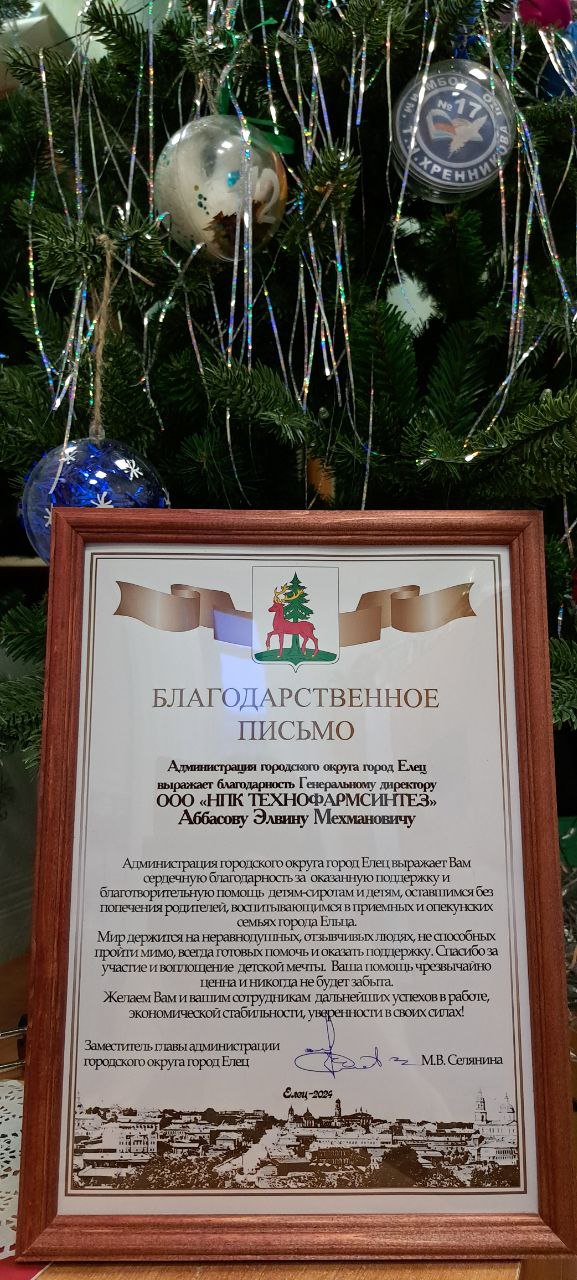 №17
Т.Н.ХРЕННИКОВА
12
БЛАГОДАРСТВЕННОЕ
ПИСЬМО
Администрация городского округа город Елец
выражает благодарность Генеральному директору
ООО «НПК ТЕХНОФАРМСИНТЕЗ»
Аббасову Элвину Мехмановичу
Администрация городского округа город Елец выражает Вам
сердечную благодарность за оказанную поддержку и
благотворительную помощь детям-сиротам и детям, оставшимся без
попечения родителей, воспитывающимся в приемных и опекунских
семьях города Ельца.
Мир держится на неравнодушных, отзывчивых людях, не способных
пройти мимо, всегда готовых помочь и оказать поддержку. Спасибо за
участие и воплощение детской мечты. Ваша помощь чрезвычайно
ценна и никогда не будет забыта.
Желаем Вам и вашим сотрудникам дальнейших успехов в работе,
экономической стабильности, уверенности в своих силах!
Заместитель главы администрации
городского округа город Елец М.В. Селянина
Елец-2024